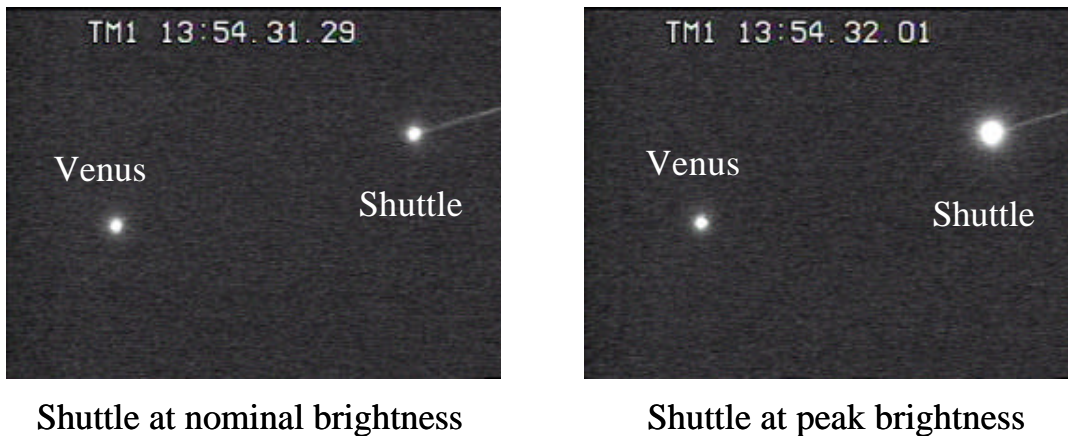 TM1 13:54.31.29
Venus
Shuttle
Shuttle at nominal brightness
TM1 13:54.32.01
Venus
Shuttle
Shuttle at peak brightness